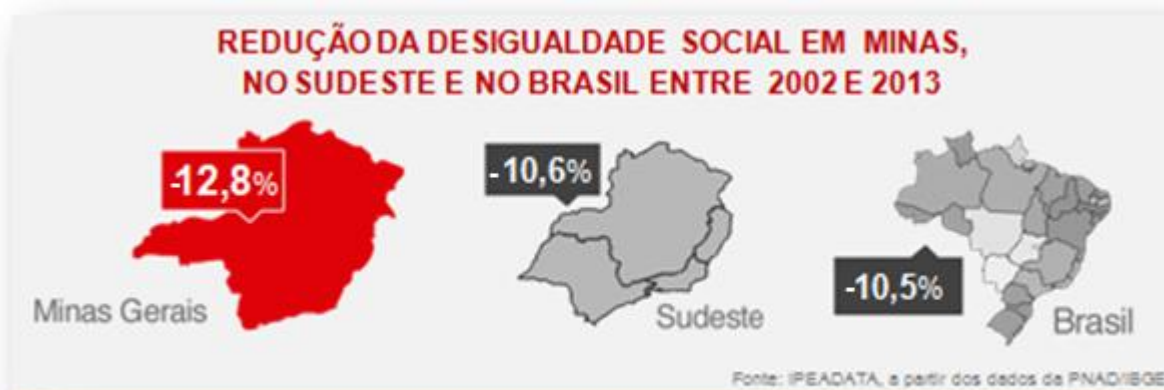 REDUÇÃO DA DESIGUALDADE SOCIAL EM MINAS,
NO SUDESTE E NO BRASIL ENTRE 2002 E 2013
-12,8%
-10,6%
-10,5%
Minas Gerais
Sudeste
Brasil
Fonte: IPEADATA, a partir dos dados da PNAD/IBGE